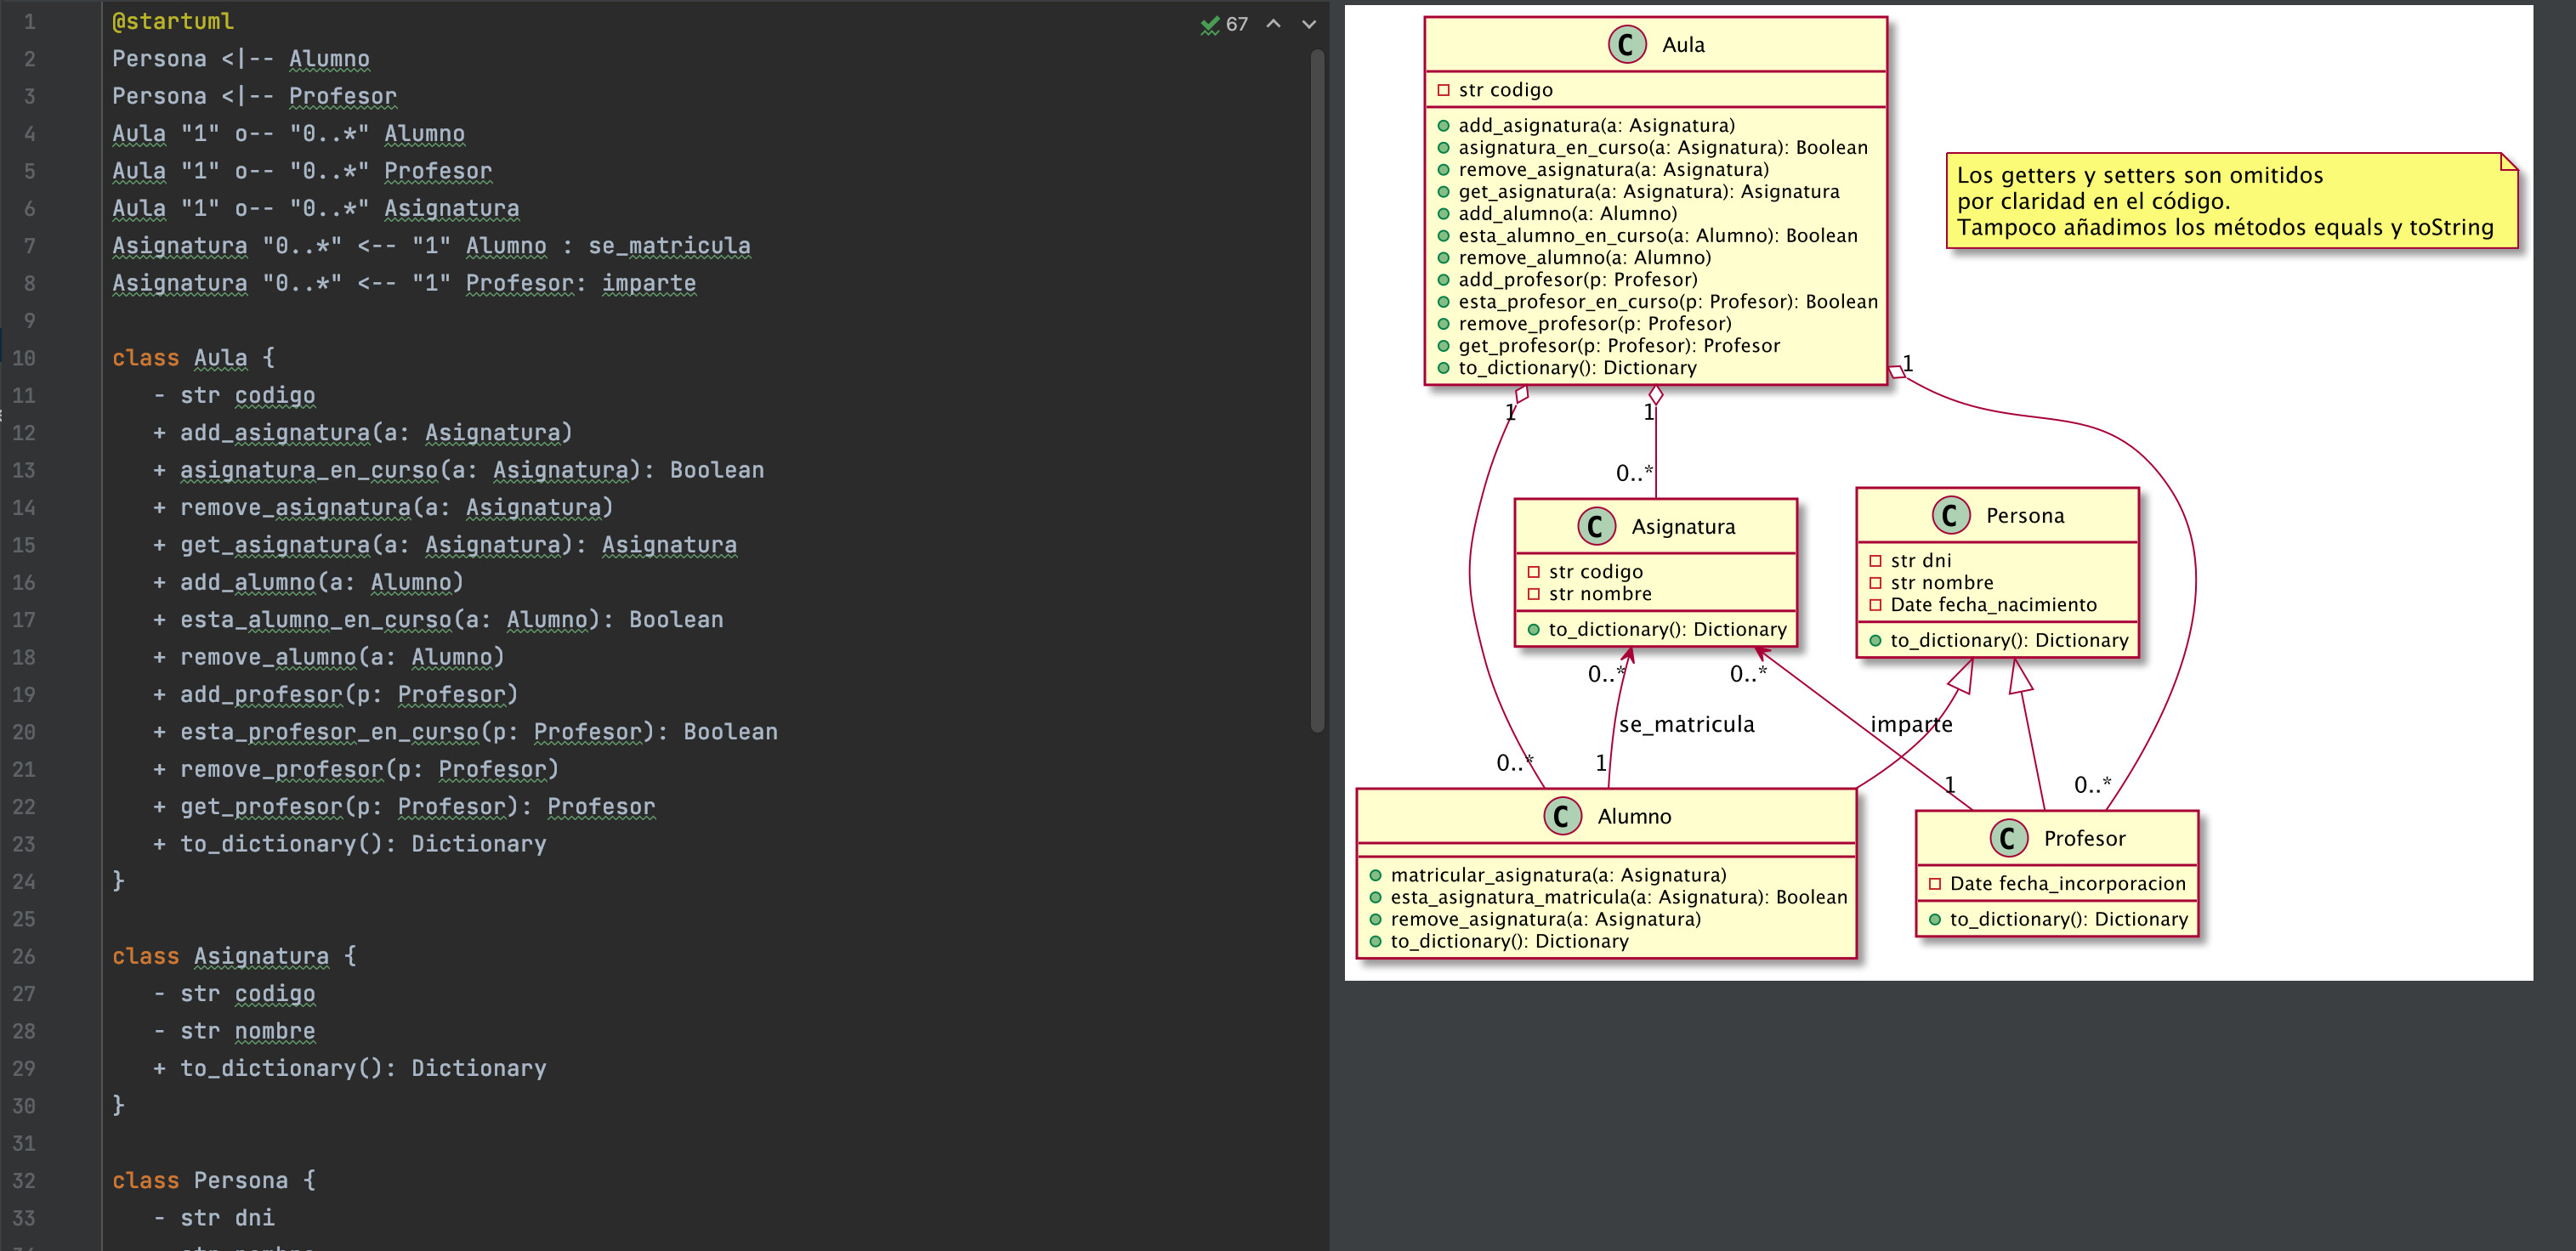 1 @startuml
2 Persona <|-- Alumno
3 Persona <|-- Profesor
4 Aula "1" o-- "0..*" Alumno
5 Aula "1" o-- "0..*" Profesor
6 Aula "1" o-- "0..*" Asignatura
7 Asignatura "0..*" <-- "1" Alumno : se_matricula
8 Asignatura "0..*" <-- "1" Profesor: imparte
9
10 class Aula {
11 - str codigo
12 + add_asignatura(a: Asignatura)
13 + asignatura_en_curso(a: Asignatura): Boolean
14 + remove_asignatura(a: Asignatura)
15 + get_asignatura(a: Asignatura): Asignatura
16 + add_alumno(a: Alumno)
17 + esta_alumno_en_curso(a: Alumno): Boolean
18 + remove_alumno(a: Alumno)
19 + add_profesor(p: Profesor)
20 + esta_profesor_en_curso(p: Profesor): Boolean
21 + remove_profesor(p: Profesor)
22 + get_profesor(p: Profesor): Profesor
23 + to_dictionary(): Dictionary
24 }
25
26 class Asignatura {
27 - str codigo
28 - str nombre
29 + to_dictionary(): Dictionary
30 }
31
32 class Persona {
33 - str dni
67
C Aula
str codigo
add_asignatura(a: Asignatura)
asignatura_en_curso(a: Asignatura): Boolean
remove_asignatura(a: Asignatura)
get_asignatura(a: Asignatura): Asignatura
add_alumno(a: Alumno)
esta_alumno_en_curso(a: Alumno): Boolean
remove_alumno(a: Alumno)
add_profesor(p: Profesor)
esta_profesor_en_curso(p: Profesor): Boolean
remove_profesor(p: Profesor)
get_profesor(p: Profesor): Profesor
to_dictionary(): Dictionary
Los getters y setters son omitidos
por claridad en el código.
Tampoco añadimos los métodos equals y toString
1
1
1
0..*
C Asignatura
str codigo
str nombre
to_dictionary(): Dictionary
C Persona
str dni
str nombre
Date fecha_nacimiento
to_dictionary(): Dictionary
0..*
0..*
se_matricula
imparte
0..*
1
1
0..*
C Alumno
matricular_asignatura(a: Asignatura)
esta_asignatura_matricula(a: Asignatura): Boolean
remove_asignatura(a: Asignatura)
to_dictionary(): Dictionary
C Profesor
Date fecha_incorporacion
to_dictionary(): Dictionary